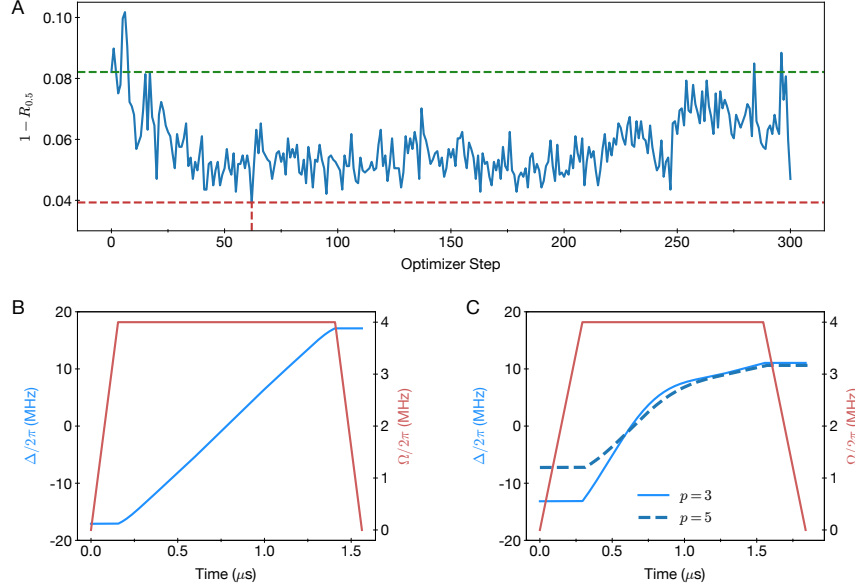 A
0.10
0.08
0.06
0.04
1 − R0.5
0 50 100 150 200 250 300
Optimizer Step
B
20
10
0
-10
-20
Δ/2π (MHz)
4
3
2
1
0
Ω/2π (MHz)
0.0 0.5 1.0 1.5
Time (μs)
C
20
10
0
-10
-20
Δ/2π (MHz)
p = 3
p = 5
4
3
2
1
0
Ω/2π (MHz)
0.0 0.5 1.0 1.5
Time (μs)